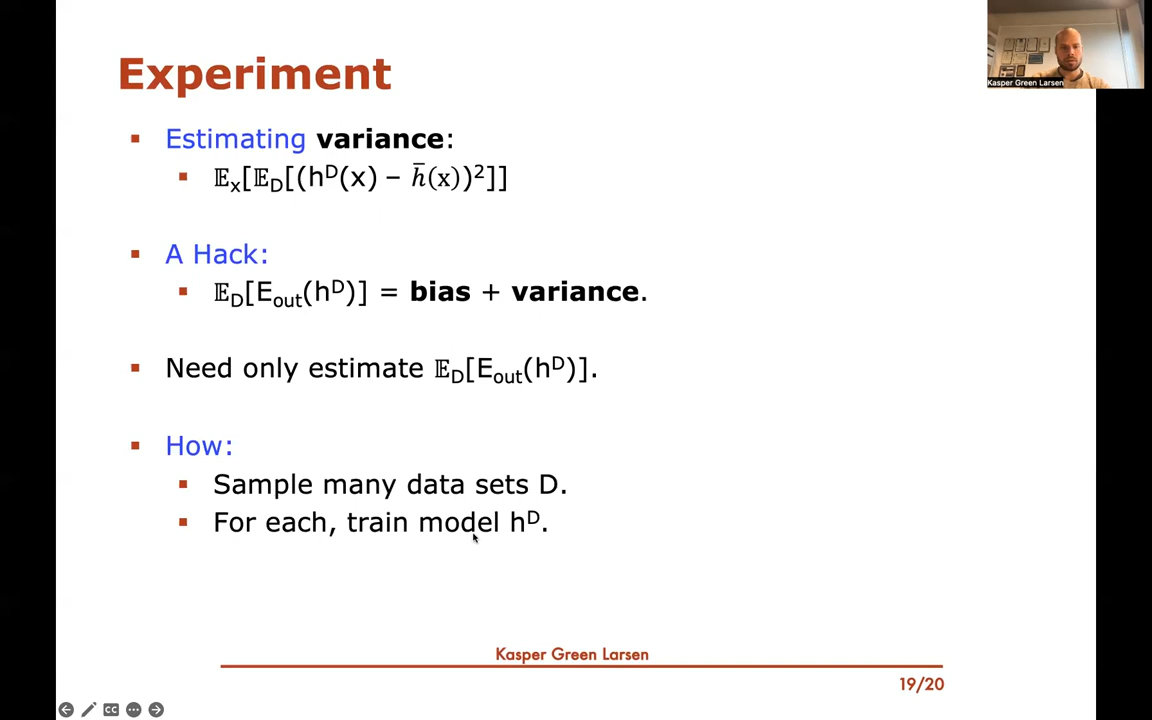 Experiment
Kasper Green Larsen
▪ Estimating variance:
▪ 𝔼x[𝔼D[(hᴰ(x) – h̄(x))²]]
▪ A Hack:
▪ 𝔼D[Eout(hᴰ)] = bias + variance.
▪ Need only estimate 𝔼D[Eout(hᴰ)].
▪ How:
▪ Sample many data sets D.
▪ For each, train model hᴰ.
Kasper Green Larsen
19/20
CC